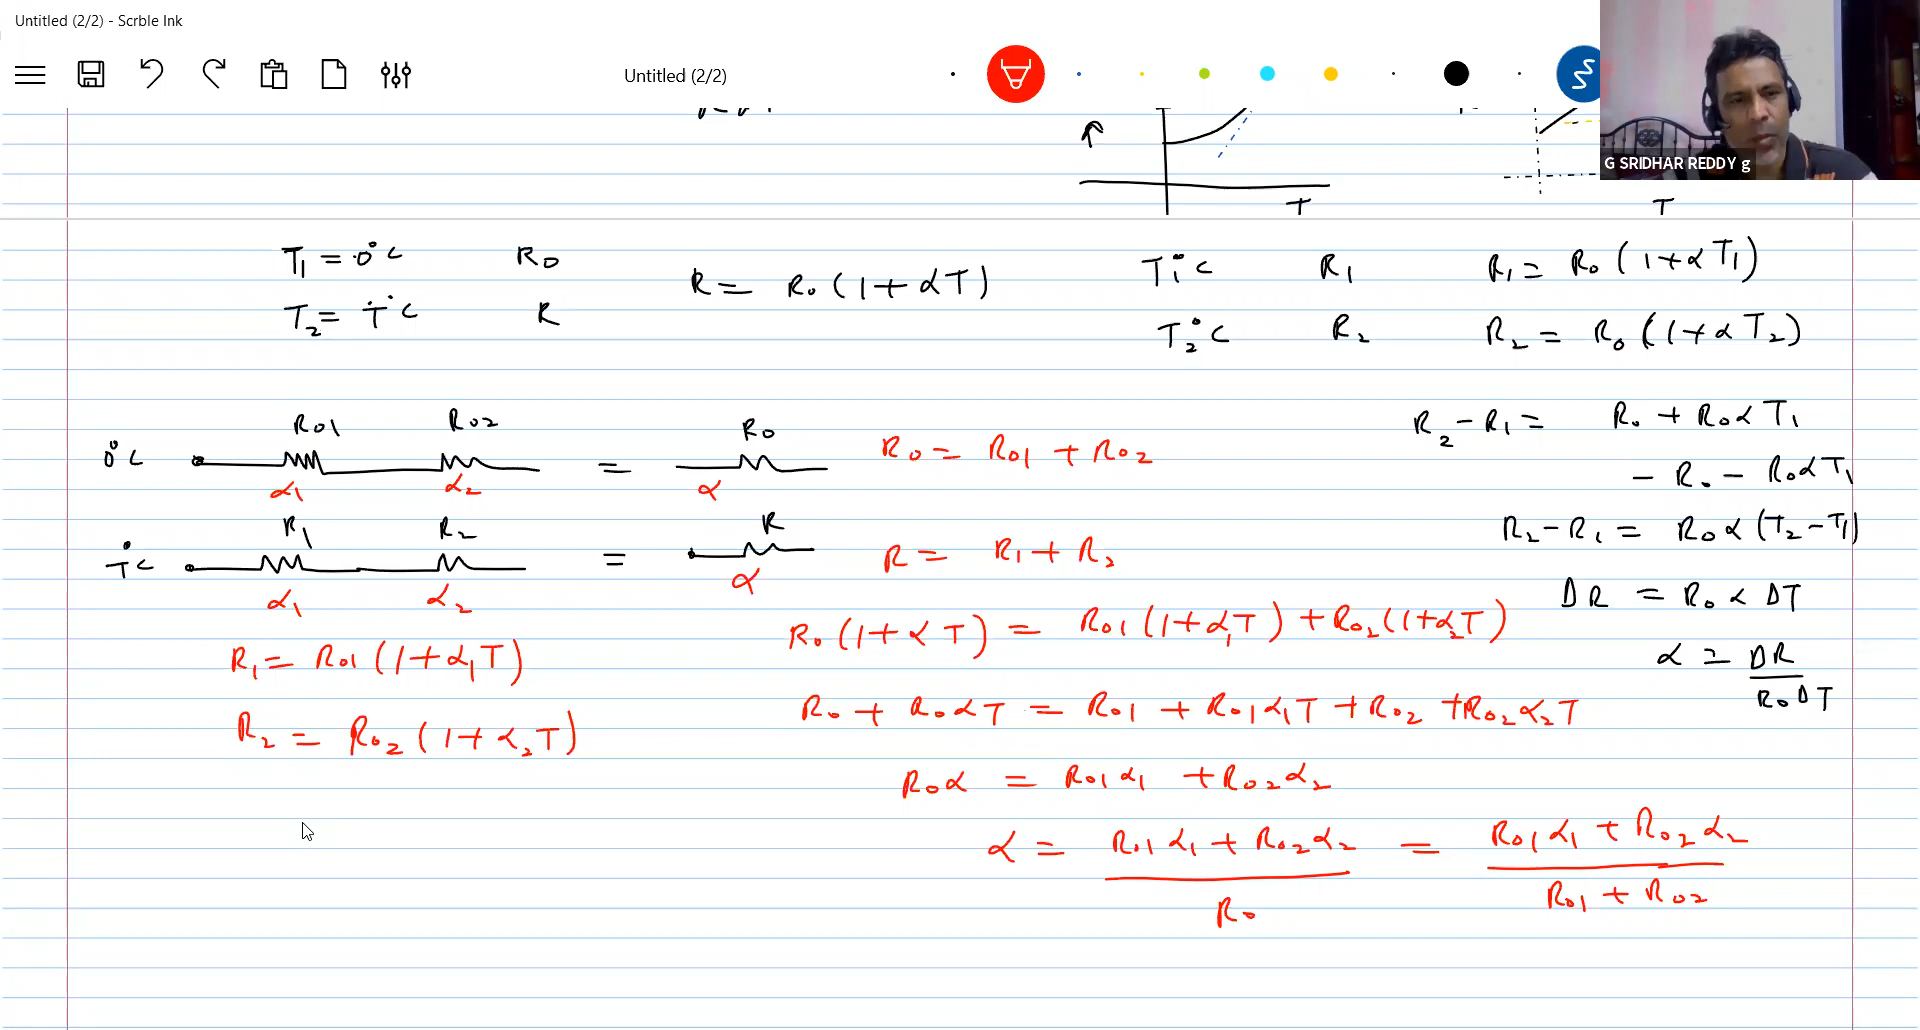 Untitled (2/2) - Scrble Ink
Untitled (2/2)
G SRIDHAR REDDY g
T
T
T₁ = 0°C R₀
T₂ = T°C R
R = R₀ (1 + αT)
T₁°C R₁ R₁ = R₀ (1 + αT₁)
T₂°C R₂ R₂ = R₀ (1 + αT₂)
0°C R₀₁ R₀₂ = R₀
α₁ α₂ α
R₀ = R₀₁ + R₀₂
T°C R₁ R₂ = R
α₁ α₂ α
R = R₁ + R₂
R₁ = R₀₁ (1 + α₁T)
R₂ = R₀₂ (1 + α₂T)
R₀ (1 + αT) = R₀₁ (1 + α₁T) + R₀₂ (1 + α₂T)
R₀ + R₀αT = R₀₁ + R₀₁α₁T + R₀₂ + R₀₂α₂T
R₀α = R₀₁α₁ + R₀₂α₂
α = (R₀₁α₁ + R₀₂α₂) / R₀ = (R₀₁α₁ + R₀₂α₂) / (R₀₁ + R₀₂)
R₂ - R₁ = R₀ + R₀αT₁
- R₀ - R₀αT₁
R₂ - R₁ = R₀α (T₂ - T₁)
ΔR = R₀αΔT
α = ΔR / R₀ΔT